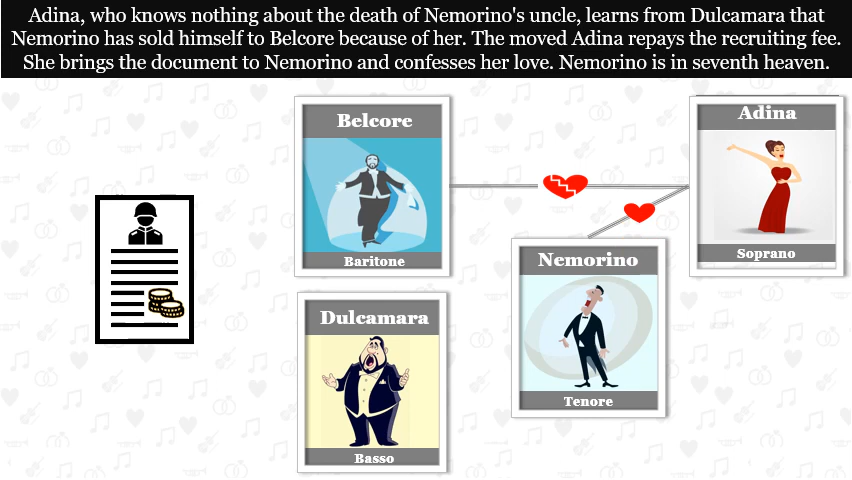 Adina, who knows nothing about the death of Nemorino's uncle, learns from Dulcamara that
Nemorino has sold himself to Belcore because of her. The moved Adina repays the recruiting fee.
She brings the document to Nemorino and confesses her love. Nemorino is in seventh heaven.
Belcore
Baritone
Adina
Soprano
Nemorino
Tenore
Dulcamara
Basso